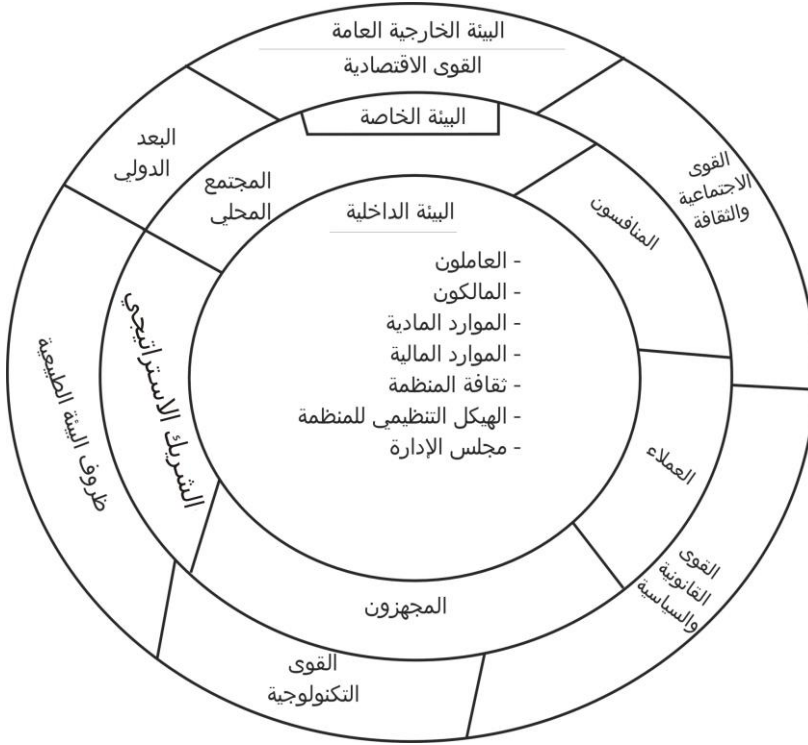 البيئة الخارجية العامة
القوى الاقتصادية
البعد
الدولي
القوى
الاجتماعية
والثقافة
البيئة الخاصة
المجتمع
المحلي
المنافسون
البيئة الداخلية
- العاملون
- المالكون
- الموارد المادية
- الموارد المالية
- ثقافة المنظمة
- الهيكل التنظيمي للمنظمة
- مجلس الإدارة
الشريك الاستراتيجي
ظروف البيئة الطبيعية
العملاء
القوى
القانونية
والسياسية
المجهزون
القوى
التكنولوجية